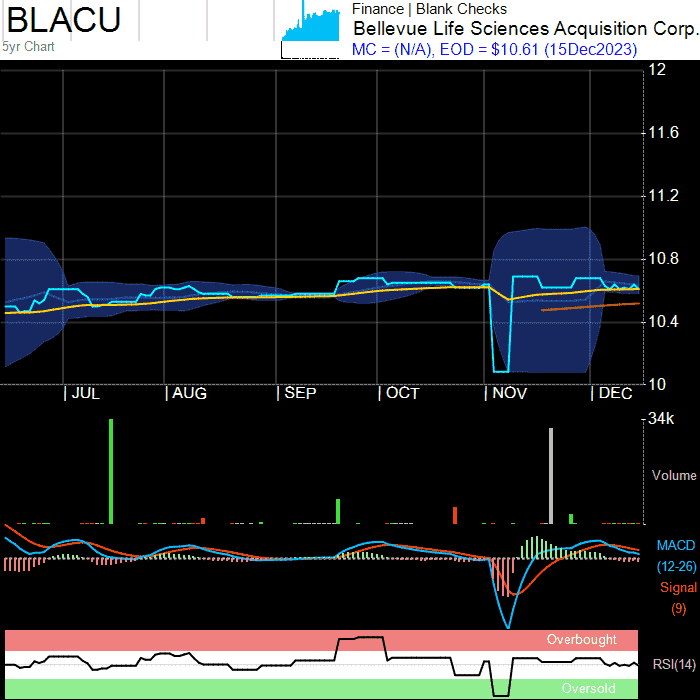 BLACU
5yr Chart
Finance | Blank Checks
Bellevue Life Sciences Acquisition Corp.
MC = (N/A), EOD = $10.61 (15Dec2023)
12
11.6
11.2
10.8
10.4
10
JUL AUG SEP OCT NOV DEC
34k
Volume
MACD
(12-26)
Signal
(9)
Overbought
RSI(14)
Oversold